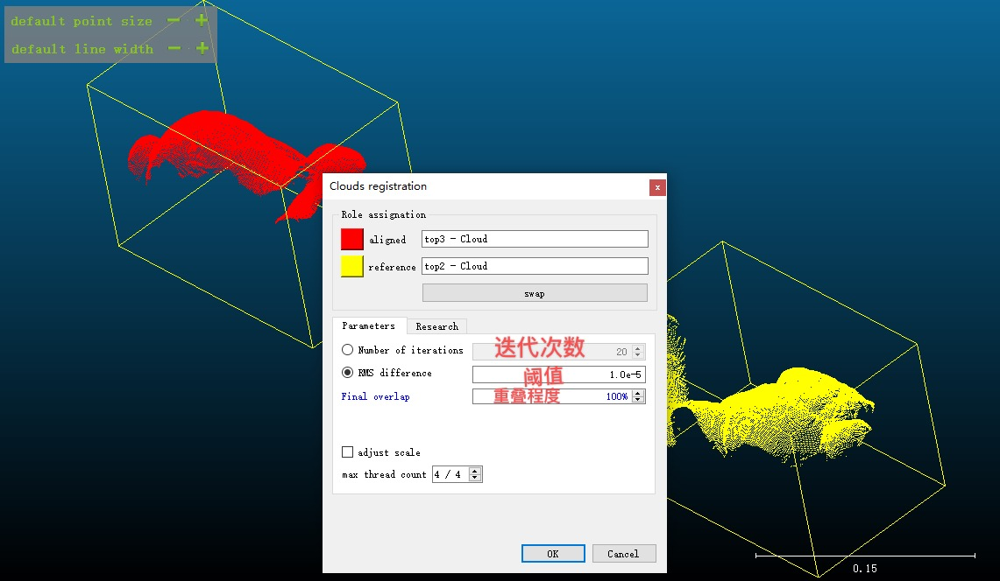 default point size − +
default line width − +
Clouds registration
x
Role assignation
aligned top3 - Cloud
reference top2 - Cloud
swap
Parameters Research
Number of iterations 迭代次数 20
RMS difference 阈值 1.0e-5
Final overlap 重叠程度 100%
adjust scale
max thread count 4 / 4
OK Cancel
0.15